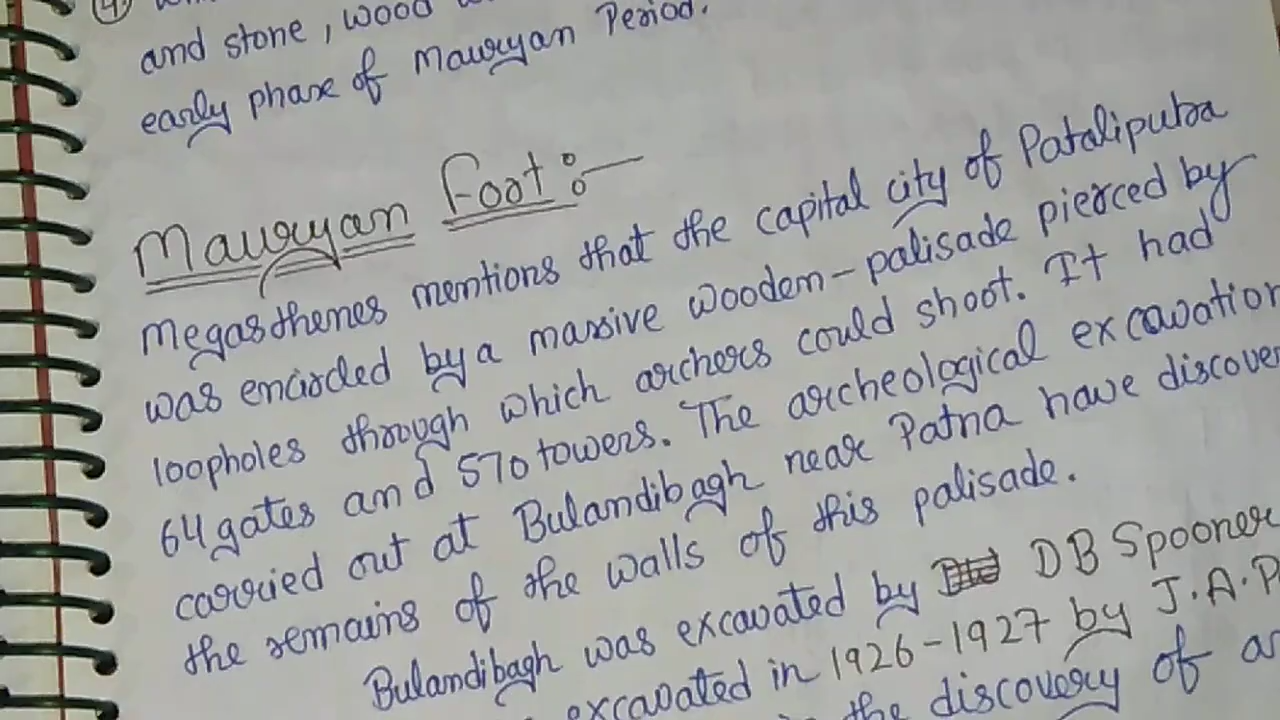 and stone, wood
early phase of Mauryan Period.
Mauryan Foot :-
Megasthenes mentions that the capital city of Pataliputra
was encircled by a massive wooden-palisade pierced by
loopholes through which archers could shoot. It had
64 gates and 570 towers. The archeological excavation
carried out at Bulandibagh near Patna have discover
the remains of the walls of this palisade.
Bulandibagh was excavated by DB Spooner
excavated in 1926-1927 by J.A.P
the discovery of a